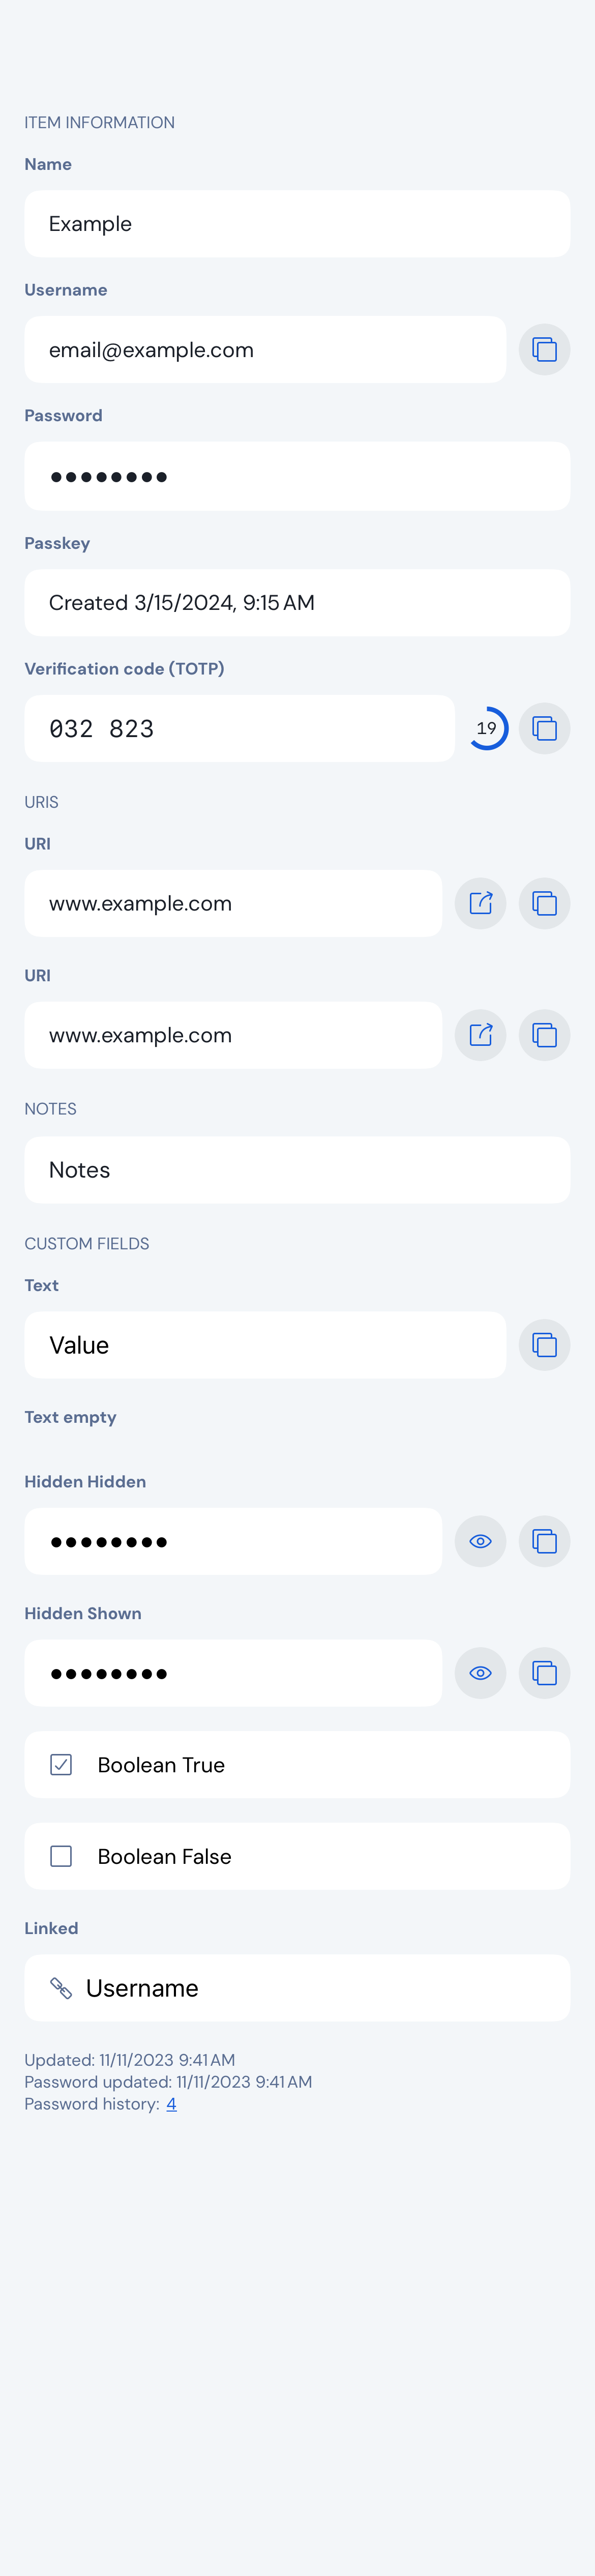 ITEM INFORMATION
Name
Example
Username
email@example.com
Password
••••••••
Passkey
Created 3/15/2024, 9:15 AM
Verification code (TOTP)
032 823
19
URIS
URI
www.example.com
URI
www.example.com
NOTES
Notes
CUSTOM FIELDS
Text
Value
Text empty
Hidden Hidden
••••••••
Hidden Shown
••••••••
Boolean True
Boolean False
Linked
Username
Updated: 11/11/2023 9:41 AM
Password updated: 11/11/2023 9:41 AM
Password history: 4